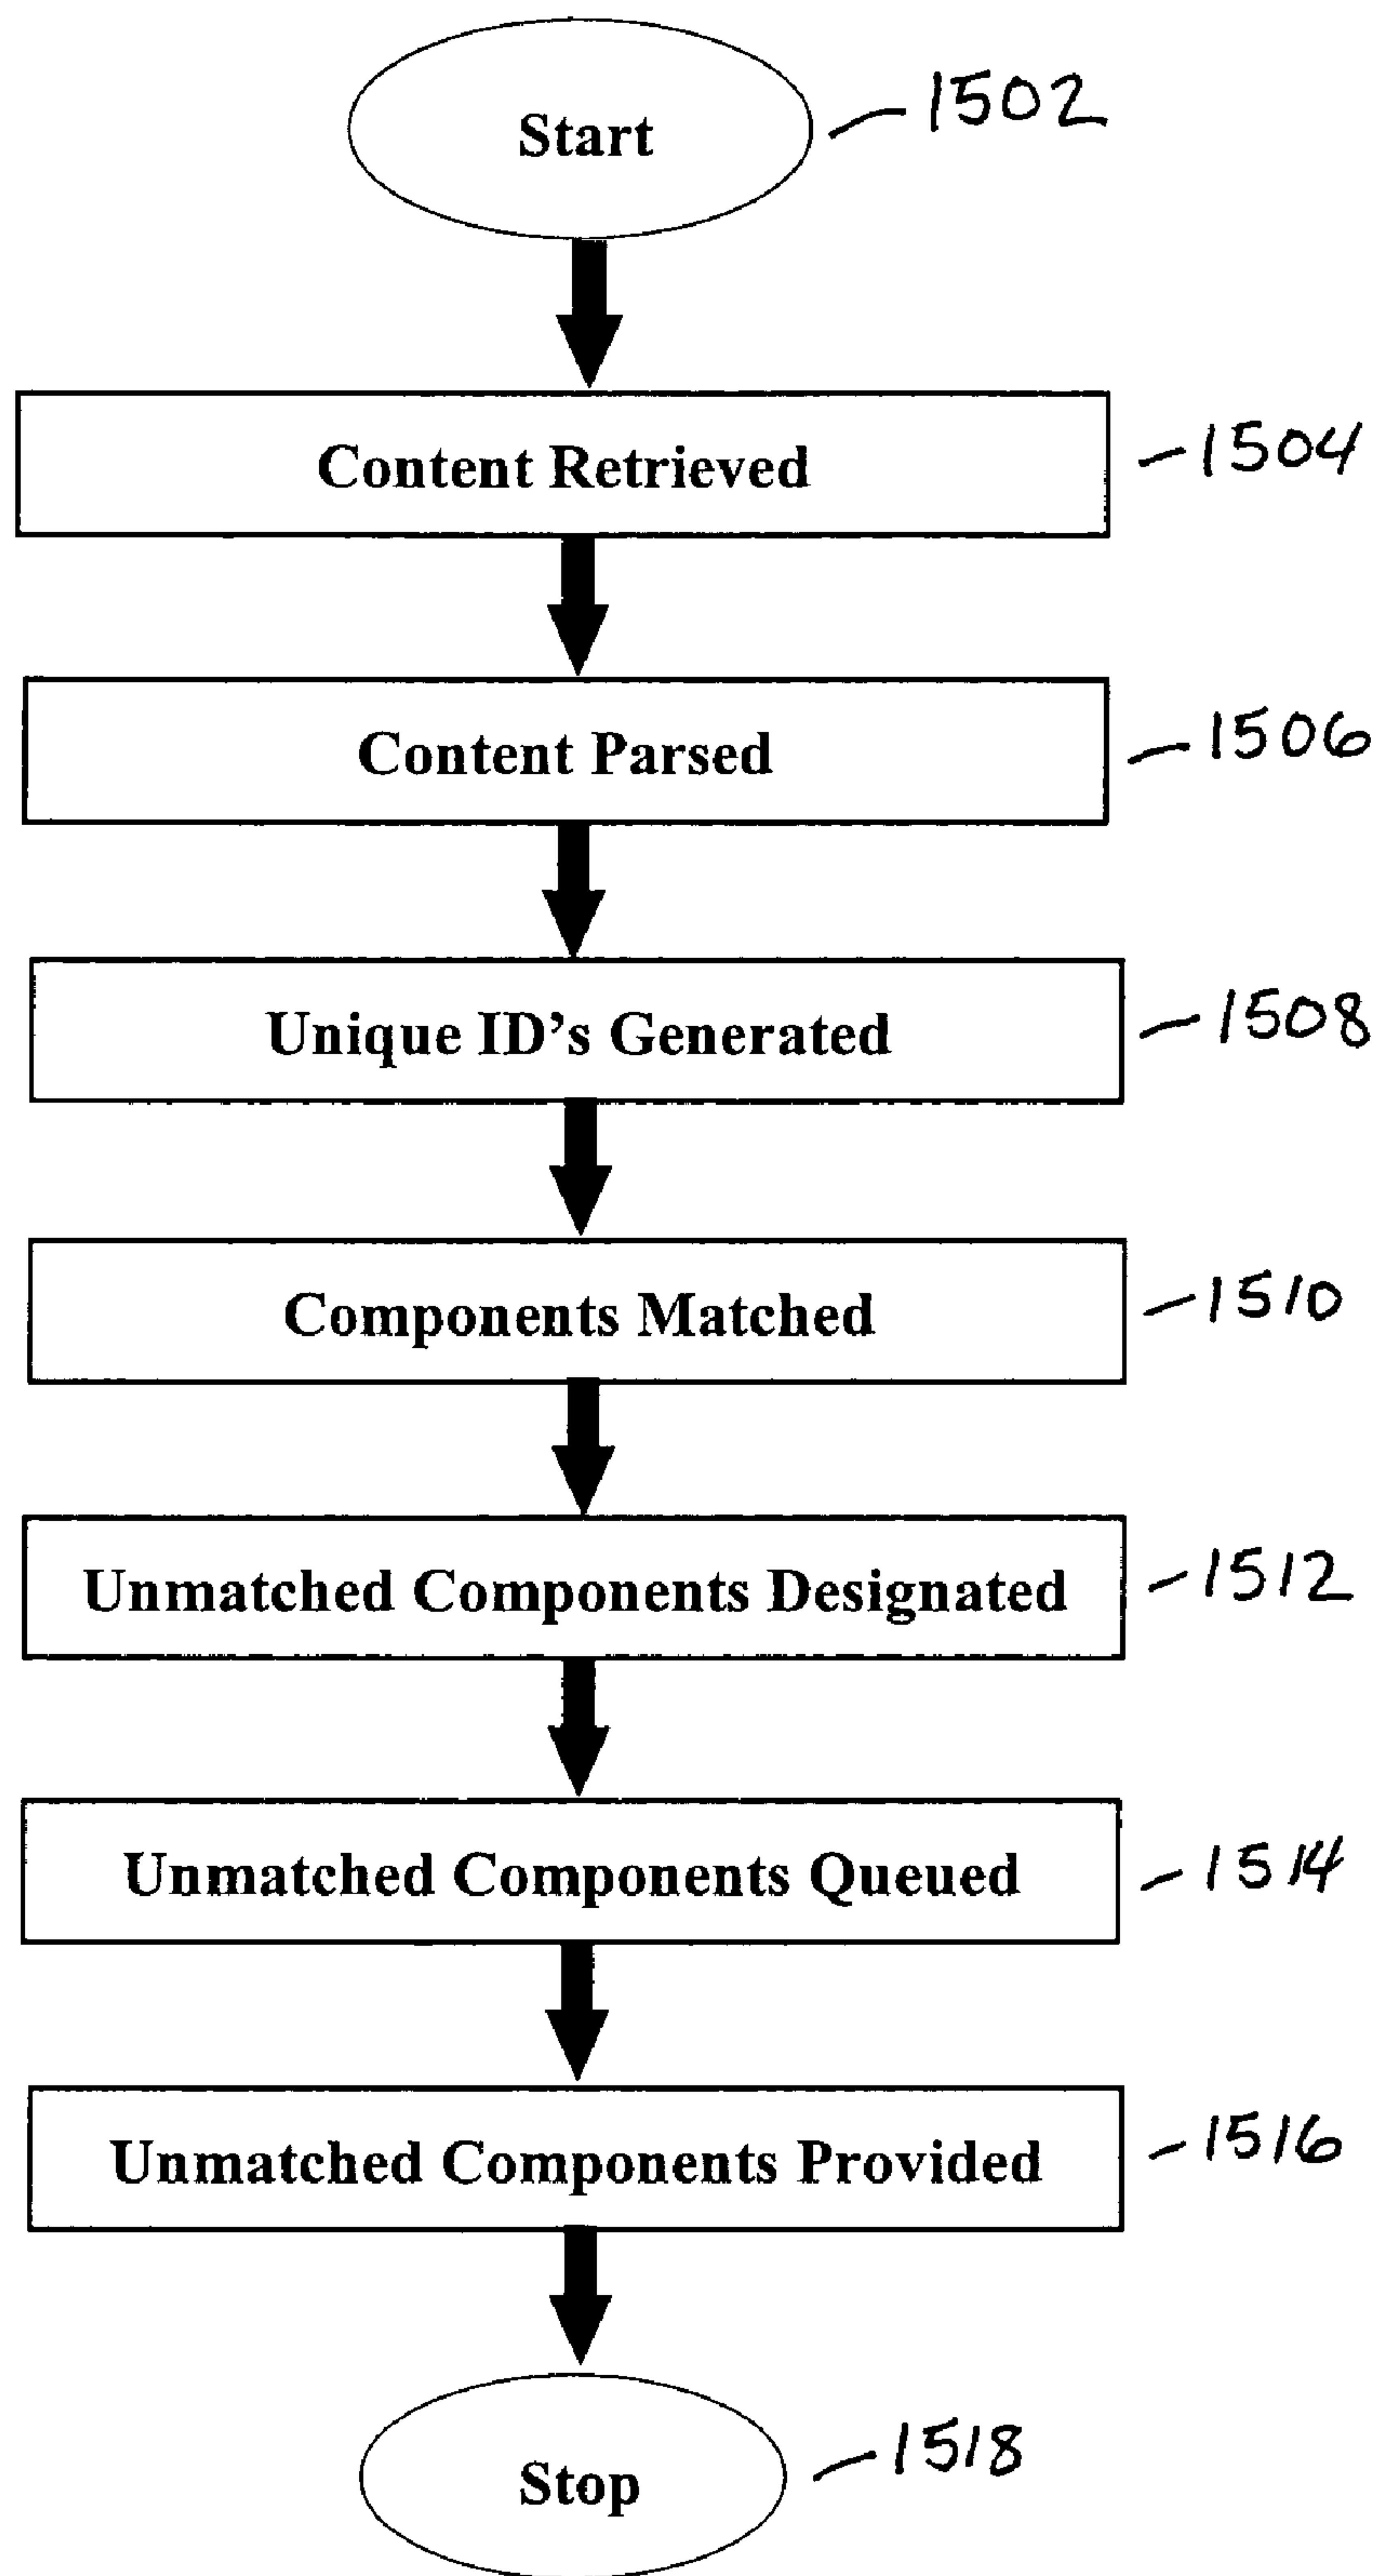 Start
1502
Content Retrieved
1504
Content Parsed
1506
Unique ID's Generated
1508
Components Matched
1510
Unmatched Components Designated
1512
Unmatched Components Queued
1514
Unmatched Components Provided
1516
Stop
1518